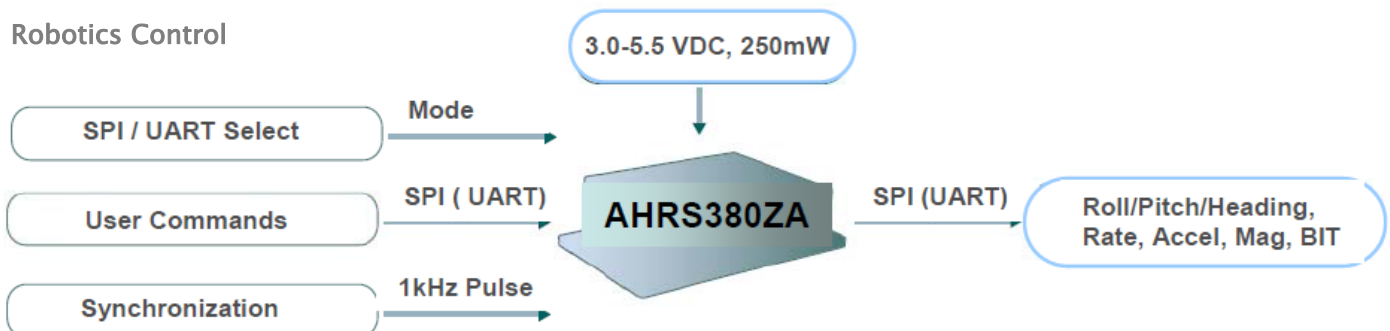 Robotics Control
3.0-5.5 VDC, 250mW
SPI / UART Select
Mode
User Commands
SPI ( UART)
AHRS380ZA
SPI (UART)
Roll/Pitch/Heading,
Rate, Accel, Mag, BIT
Synchronization
1kHz Pulse